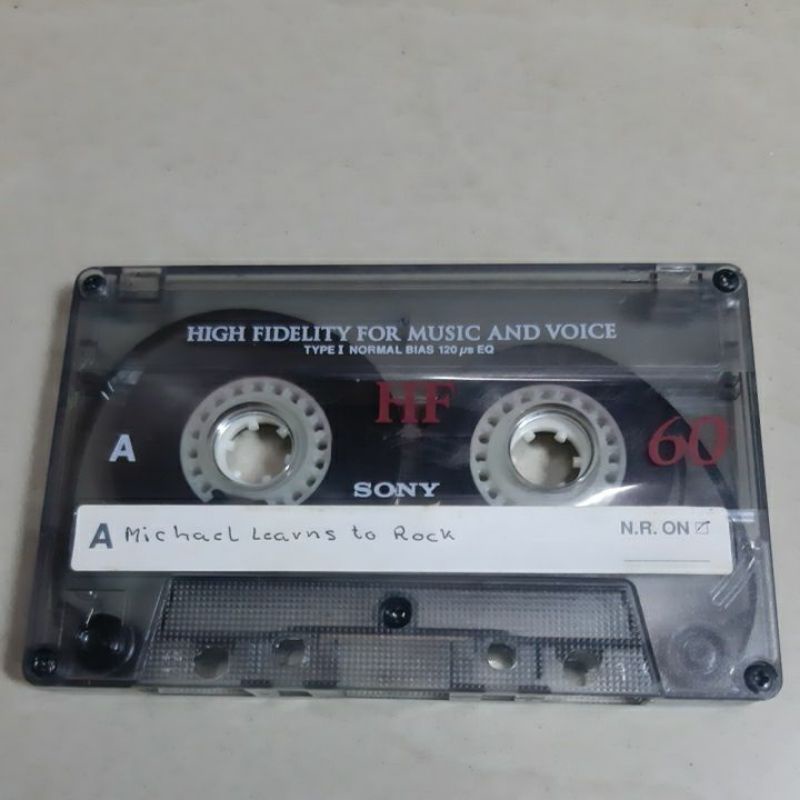 HIGH FIDELITY FOR MUSIC AND VOICE
TYPE I NORMAL BIAS 120 µs EQ
HF
A
60
SONY
A Michael Learns to Rock N.R. ON ☑